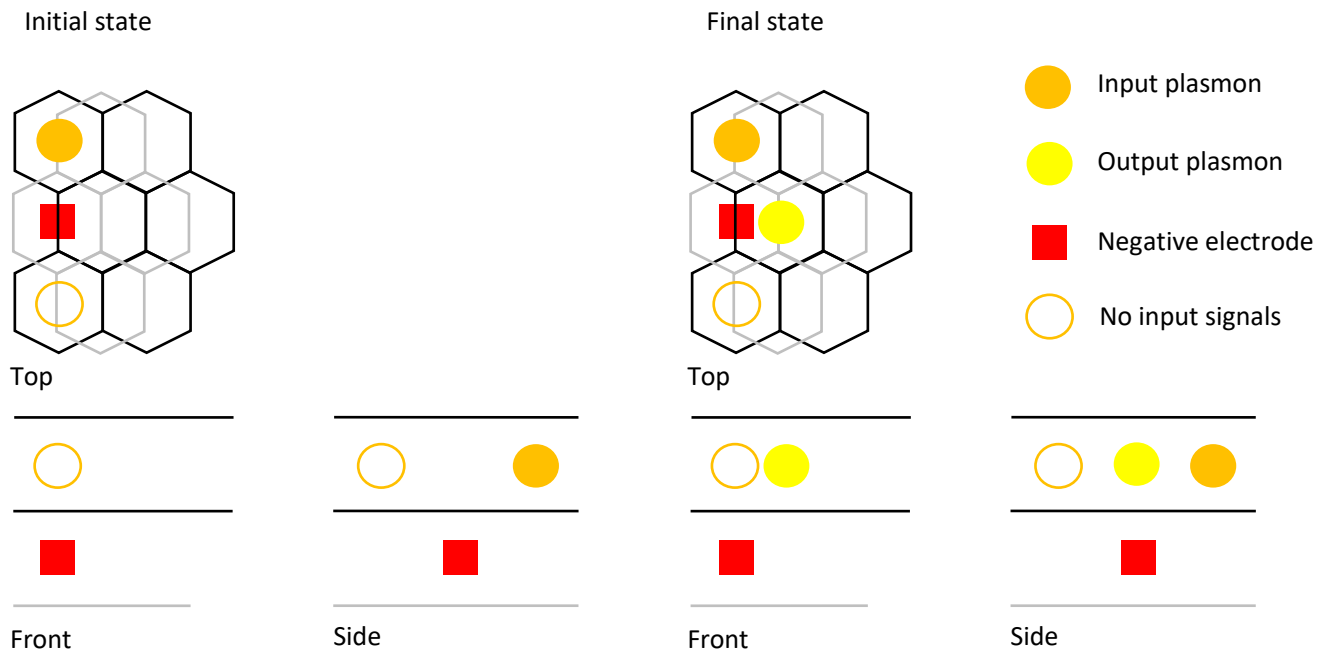 Initial state
Final state
Input plasmon
Output plasmon
Negative electrode
No input signals
Top
Top
Front
Side
Front
Side